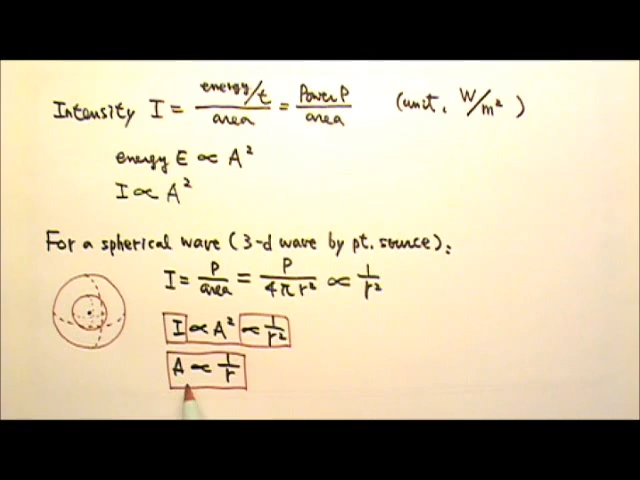 Intensity I = energy/t / area = Power P / area (unit. W/m²)
energy E ∝ A²
I ∝ A²
For a spherical wave (3-d wave by pt. source):
I = P/area = P/4πr² ∝ 1/r²
I ∝ A² ∝ 1/r²
A ∝ 1/r